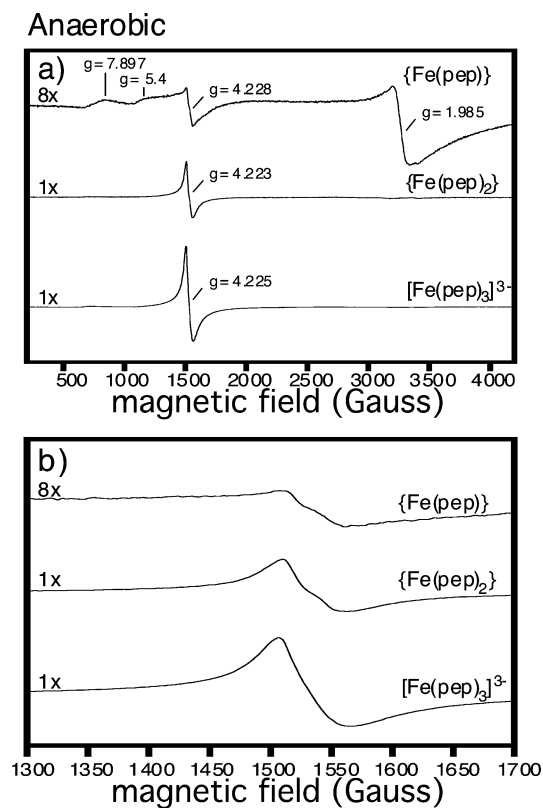 Anaerobic
a)
g = 7.897
g = 5.4
8x
g = 4.228
{Fe(pep)}
g = 1.985
1x
g = 4.223
{Fe(pep)2}
1x
g = 4.225
[Fe(pep)3]3-
500 1000 1500 2000 2500 3000 3500 4000
magnetic field (Gauss)
b)
8x
{Fe(pep)}
1x
{Fe(pep)2}
1x
[Fe(pep)3]3-
1300 1350 1400 1450 1500 1550 1600 1650 1700
magnetic field (Gauss)